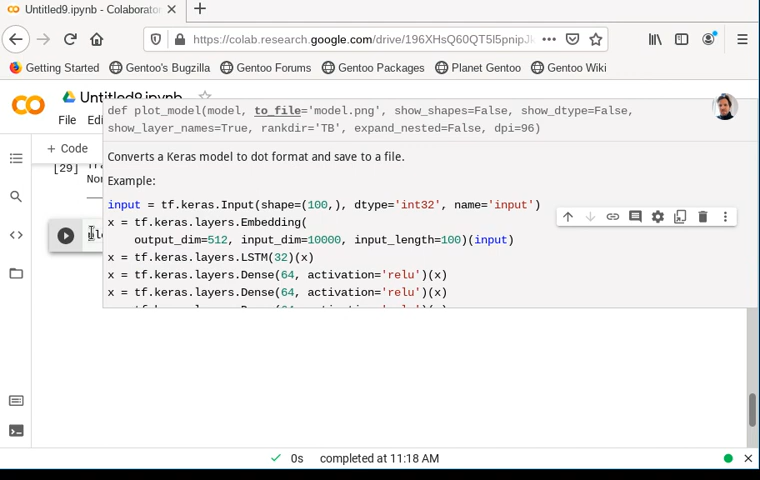 Untitled9.ipynb - Colaborator
https://colab.research.google.com/drive/196XHsQ60QT5l5pnipJ
Getting Started
Gentoo's Bugzilla
Gentoo Forums
Gentoo Packages
Planet Gentoo
Gentoo Wiki
Untitled9.ipynb
File
def plot_model(model, to_file='model.png', show_shapes=False, show_dtype=False,
show_layer_names=True, rankdir='TB', expand_nested=False, dpi=96)
+ Code
Converts a Keras model to dot format and save to a file.
[29]
Example:
input = tf.keras.Input(shape=(100,), dtype='int32', name='input')
x = tf.keras.layers.Embedding(
output_dim=512, input_dim=10000, input_length=100)(input)
x = tf.keras.layers.LSTM(32)(x)
x = tf.keras.layers.Dense(64, activation='relu')(x)
x = tf.keras.layers.Dense(64, activation='relu')(x)
0s completed at 11:18 AM